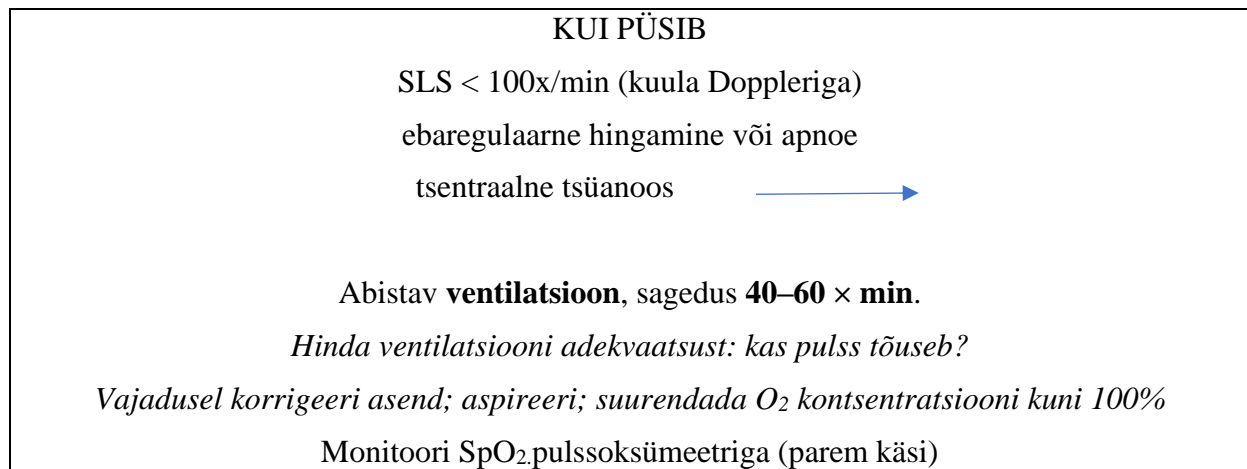 KUI PÜSIB
SLS < 100x/min (kuula Doppleriga)
ebaregulaarne hingamine või apnoe
tsentraalne tsüanoos
Abistav ventilatsioon, sagedus 40–60 × min.
Hinda ventilatsiooni adekvaatsust: kas pulss tõuseb?
Vajadusel korrigeeri asend; aspireeri; suurendada O₂ kontsentratsiooni kuni 100%
Monitoori SpO₂.pulssoksümeetriga (parem käsi)